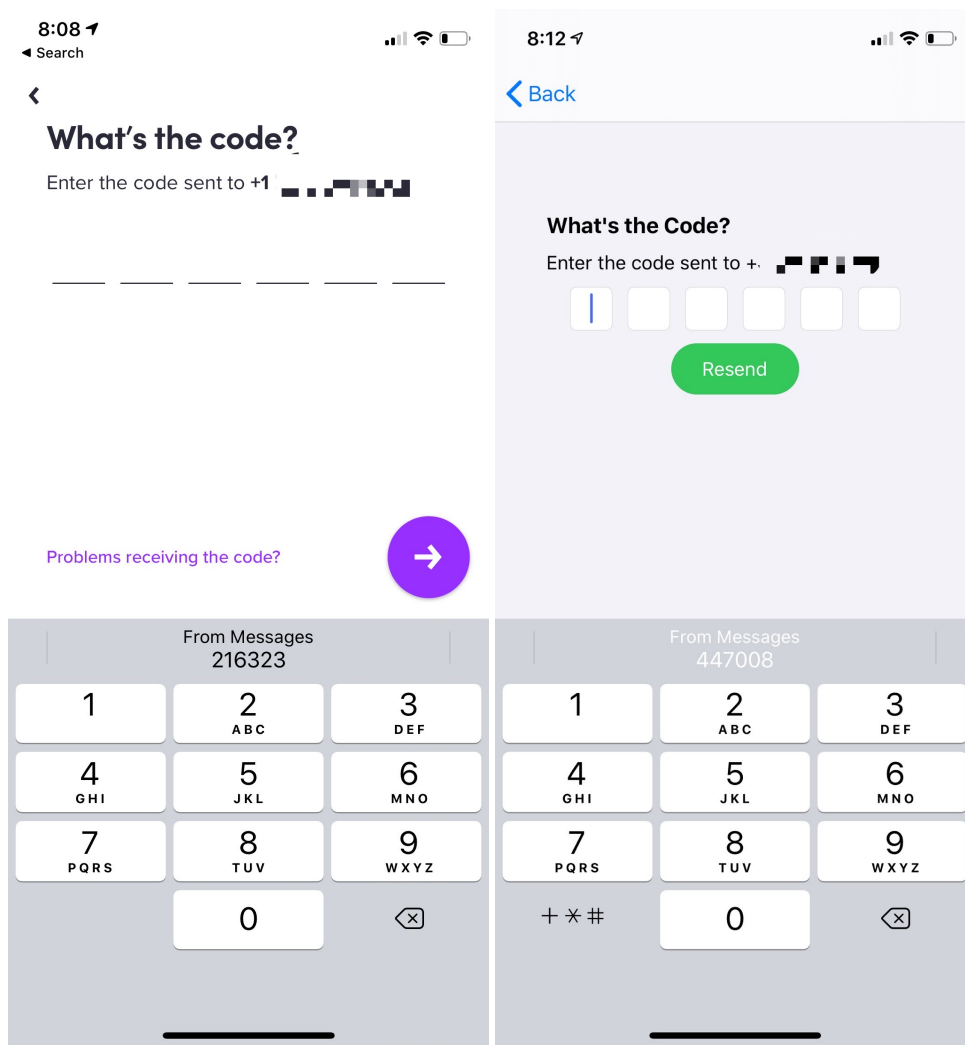 8:08
◀ Search
What's the code?
Enter the code sent to +1
Problems receiving the code?
From Messages
216323
1
2
ABC
3
DEF
4
GHI
5
JKL
6
MNO
7
PQRS
8
TUV
9
WXYZ
0
8:12
Back
What's the Code?
Enter the code sent to +
Resend
From Messages
447008
1
2
ABC
3
DEF
4
GHI
5
JKL
6
MNO
7
PQRS
8
TUV
9
WXYZ
+*#
0